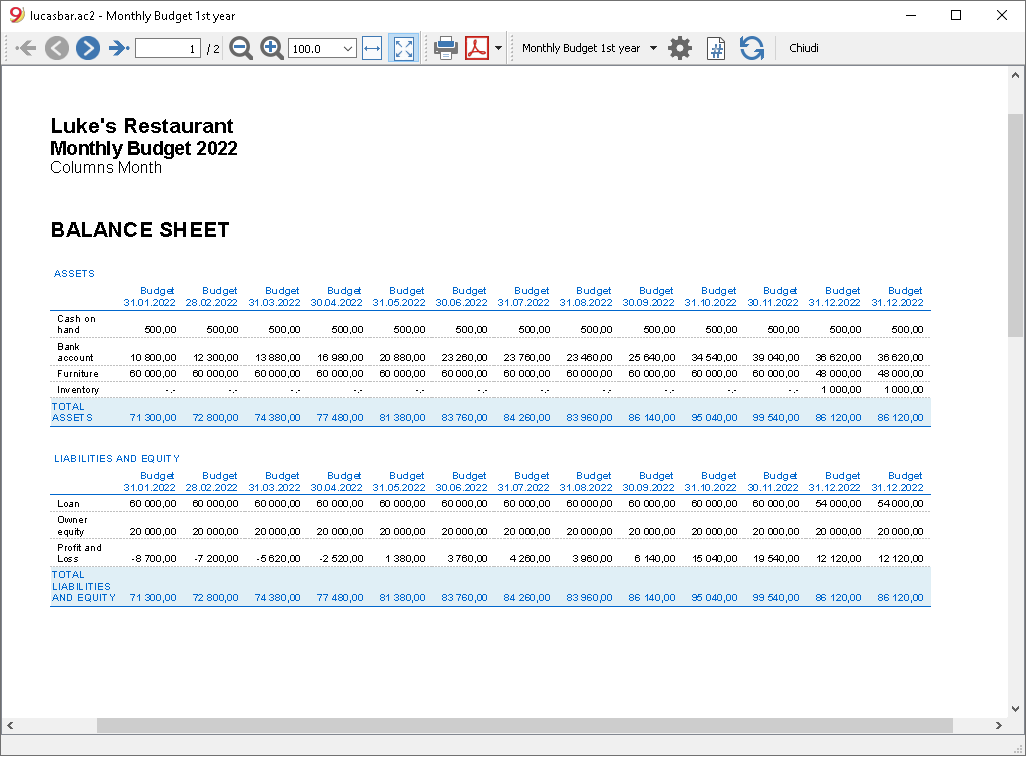 lucasbar.ac2 - Monthly Budget 1st year
1 / 2 100.0 Monthly Budget 1st year Chiudi
Luke's Restaurant
Monthly Budget 2022
Columns Month
BALANCE SHEET
ASSETS
Budget Budget Budget Budget Budget Budget Budget Budget Budget Budget Budget Budget Budget
31.01.2022 28.02.2022 31.03.2022 30.04.2022 31.05.2022 30.06.2022 31.07.2022 31.08.2022 30.09.2022 31.10.2022 30.11.2022 31.12.2022 31.12.2022
Cash on
hand 500,00 500,00 500,00 500,00 500,00 500,00 500,00 500,00 500,00 500,00 500,00 500,00 500,00
Bank
account 10 800,00 12 300,00 13 880,00 16 980,00 20 880,00 23 260,00 23 760,00 23 460,00 25 640,00 34 540,00 39 040,00 36 620,00 36 620,00
Furniture 60 000,00 60 000,00 60 000,00 60 000,00 60 000,00 60 000,00 60 000,00 60 000,00 60 000,00 60 000,00 60 000,00 48 000,00 48 000,00
Inventory -.- -.- -.- -.- -.- -.- -.- -.- -.- -.- -.- 1 000,00 1 000,00
TOTAL
ASSETS 71 300,00 72 800,00 74 380,00 77 480,00 81 380,00 83 760,00 84 260,00 83 960,00 86 140,00 95 040,00 99 540,00 86 120,00 86 120,00
LIABILITIES AND EQUITY
Budget Budget Budget Budget Budget Budget Budget Budget Budget Budget Budget Budget Budget
31.01.2022 28.02.2022 31.03.2022 30.04.2022 31.05.2022 30.06.2022 31.07.2022 31.08.2022 30.09.2022 31.10.2022 30.11.2022 31.12.2022 31.12.2022
Loan 60 000,00 60 000,00 60 000,00 60 000,00 60 000,00 60 000,00 60 000,00 60 000,00 60 000,00 60 000,00 60 000,00 54 000,00 54 000,00
Owner
equity 20 000,00 20 000,00 20 000,00 20 000,00 20 000,00 20 000,00 20 000,00 20 000,00 20 000,00 20 000,00 20 000,00 20 000,00 20 000,00
Profit and
Loss -8 700,00 -7 200,00 -5 620,00 -2 520,00 1 380,00 3 760,00 4 260,00 3 960,00 6 140,00 15 040,00 19 540,00 12 120,00 12 120,00
TOTAL
LIABILITIES
AND EQUITY 71 300,00 72 800,00 74 380,00 77 480,00 81 380,00 83 760,00 84 260,00 83 960,00 86 140,00 95 040,00 99 540,00 86 120,00 86 120,00